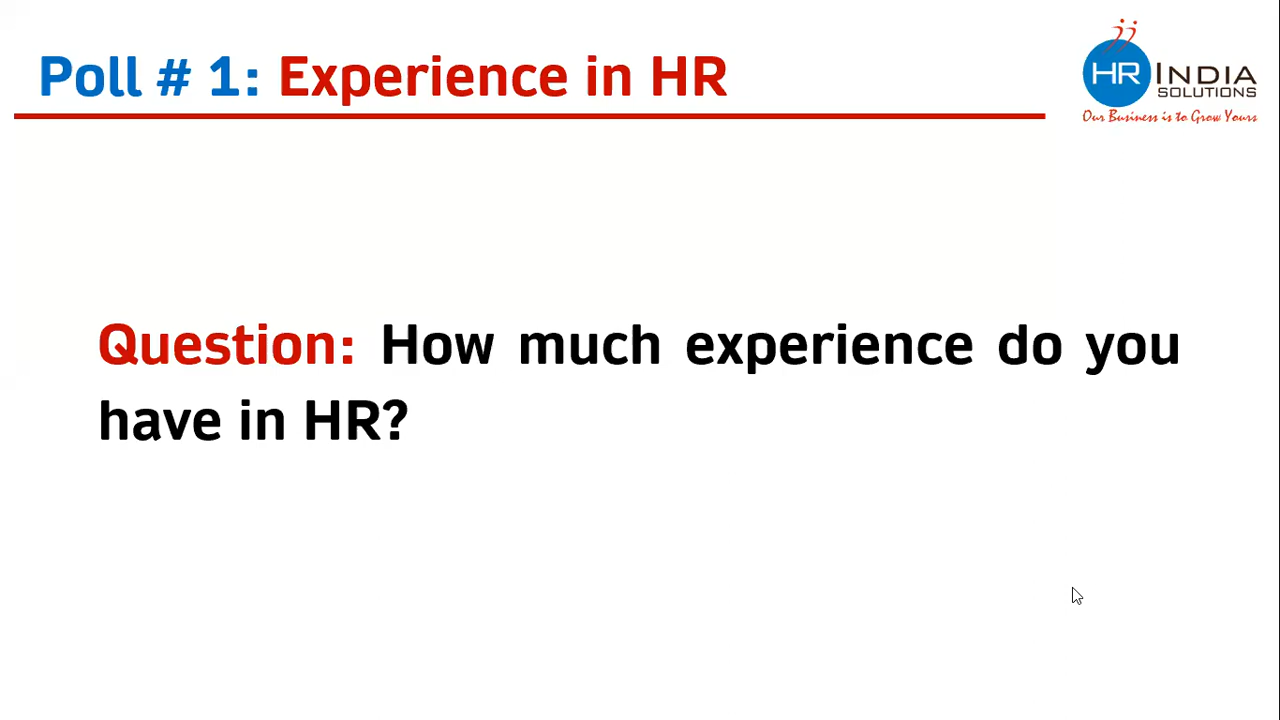 Poll # 1: Experience in HR
HR INDIA
SOLUTIONS
Our Business is to Grow Yours
Question: How much experience do you
have in HR?